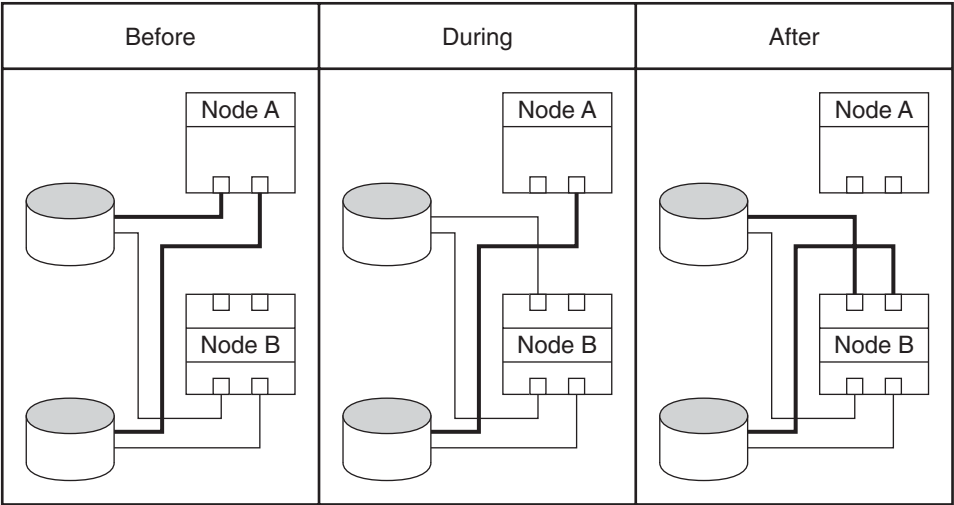 Before
During
After
Node A
Node B
Node A
Node B
Node A
Node B